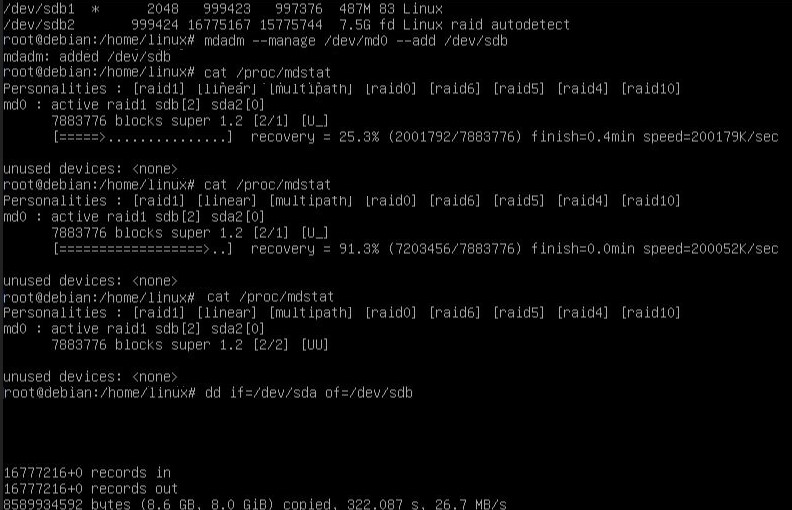 /dev/sdb1 * 2048 999423 997376 487M 83 Linux
/dev/sdb2 999424 16775167 15775744 7.5G fd Linux raid autodetect
root@debian:/home/linux# mdadm --manage /dev/md0 --add /dev/sdb
mdadm: added /dev/sdb
root@debian:/home/linux# cat /proc/mdstat
Personalities : [raid1] [linear] [multipath] [raid0] [raid6] [raid5] [raid4] [raid10]
md0 : active raid1 sdb[2] sda2[0]
7883776 blocks super 1.2 [2/1] [U_]
[=====>...............] recovery = 25.3% (2001792/7883776) finish=0.4min speed=200179K/sec
unused devices: <none>
root@debian:/home/linux# cat /proc/mdstat
Personalities : [raid1] [linear] [multipath] [raid0] [raid6] [raid5] [raid4] [raid10]
md0 : active raid1 sdb[2] sda2[0]
7883776 blocks super 1.2 [2/1] [U_]
[==================>..] recovery = 91.3% (7203456/7883776) finish=0.0min speed=200052K/sec
unused devices: <none>
root@debian:/home/linux# cat /proc/mdstat
Personalities : [raid1] [linear] [multipath] [raid0] [raid6] [raid5] [raid4] [raid10]
md0 : active raid1 sdb[2] sda2[0]
7883776 blocks super 1.2 [2/2] [UU]
unused devices: <none>
root@debian:/home/linux# dd if=/dev/sda of=/dev/sdb
16777216+0 records in
16777216+0 records out
8589934592 bytes (8.6 GB, 8.0 GiB) copied, 322.087 s, 26.7 MB/s